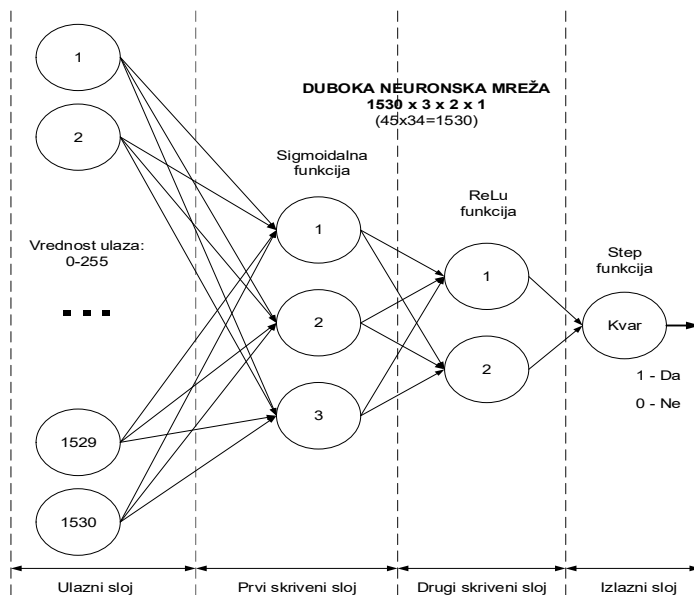 DUBOKA NEURONSKA MREŽA
1530 x 3 x 2 x 1
(45x34=1530)
1
2
Vrednost ulaza:
0-255
...
1529
1530
Sigmoidalna
funkcija
1
2
3
ReLu
funkcija
1
2
Step
funkcija
Kvar
1 - Da
0 - Ne
Ulazni sloj
Prvi skriveni sloj
Drugi skriveni sloj
Izlazni sloj